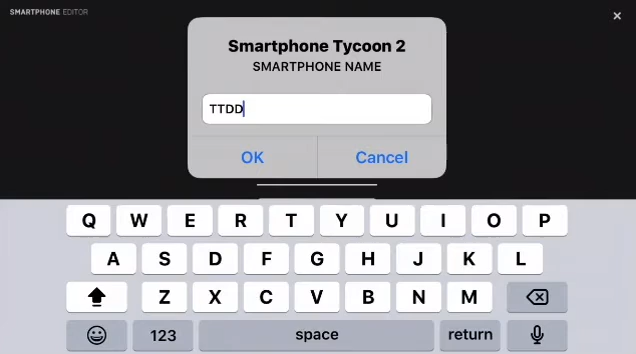 SMARTPHONE EDITOR
×
Smartphone Tycoon 2
SMARTPHONE NAME
TTDD
OK Cancel
Q W E R T Y U I O P
A S D F G H J K L
Z X C V B N M
123 space return